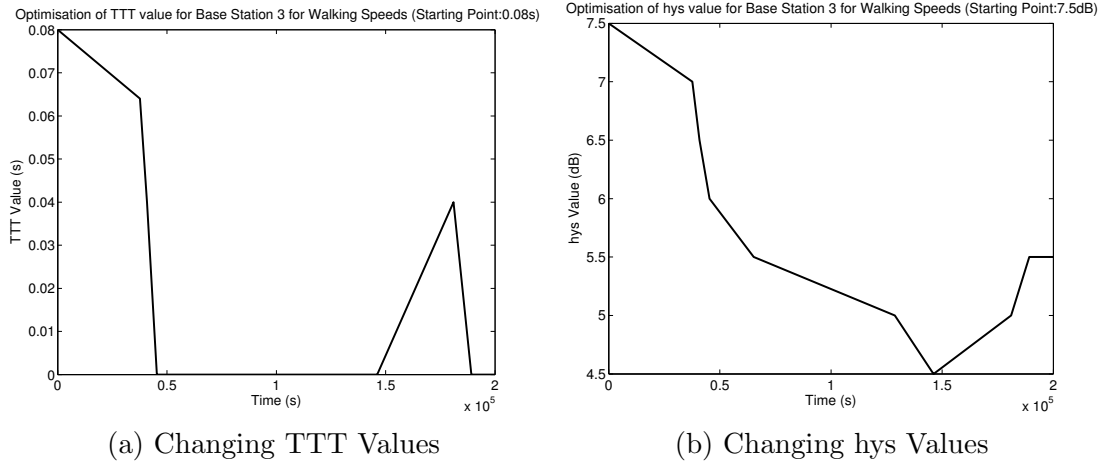 Optimisation of TTT value for Base Station 3 for Walking Speeds (Starting Point:0.08s)
0.08
0.07
0.06
0.05
0.04
0.03
0.02
0.01
0
TTT Value (s)
0 0.5 1 1.5 2
Time (s)
x 10^5
(a) Changing TTT Values
Optimisation of hys value for Base Station 3 for Walking Speeds (Starting Point:7.5dB)
7.5
7
6.5
6
5.5
5
4.5
hys Value (dB)
0 0.5 1 1.5 2
Time (s)
x 10^5
(b) Changing hys Values